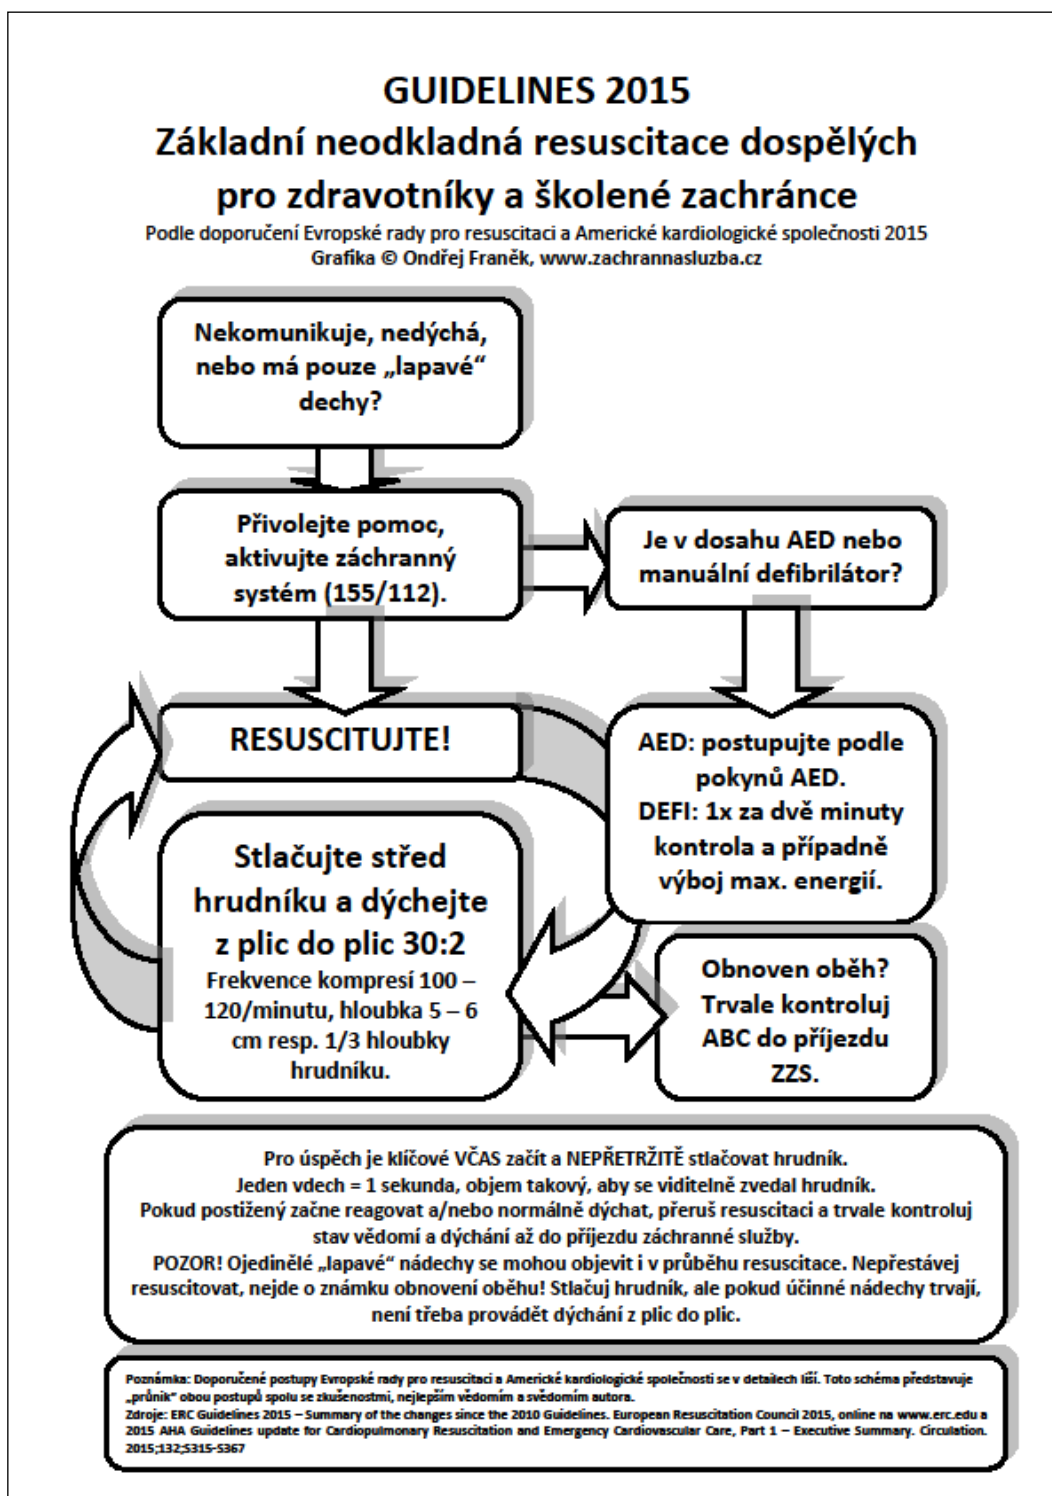 GUIDELINES 2015
Základní neodkladná resuscitace dospělých
pro zdravotníky a školené zachránce
Podle doporučení Evropské rady pro resuscitaci a Americké kardiologické společnosti 2015
Grafika © Ondřej Franěk, www.zachrannasluzba.cz
Nekomunikuje, nedýchá,
nebo má pouze „lapavé“
dechy?
Přivolejte pomoc,
aktivujte záchranný
systém (155/112).
Je v dosahu AED nebo
manuální defibrilátor?
RESUSCITUJTE!
AED: postupujte podle
pokynů AED.
DEFI: 1x za dvě minuty
kontrola a případně
výboj max. energií.
Stlačujte střed
hrudníku a dýchejte
z plic do plic 30:2
Frekvence kompresí 100 –
120/minutu, hloubka 5 – 6
cm resp. 1/3 hloubky
hrudníku.
Obnoven oběh?
Trvale kontroluj
ABC do příjezdu
ZZS.
Pro úspěch je klíčové VČAS začít a NEPŘETRŽITĚ stlačovat hrudník.
Jeden vdech = 1 sekunda, objem takový, aby se viditelně zvedal hrudník.
Pokud postižený začne reagovat a/nebo normálně dýchat, přeruš resuscitaci a trvale kontroluj
stav vědomí a dýchání až do příjezdu záchranné služby.
POZOR! Ojedinělé „lapavé“ nádechy se mohou objevit i v průběhu resuscitace. Nepřestávej
resuscitovat, nejde o známku obnovení oběhu! Stlačuj hrudník, ale pokud účinné nádechy trvají,
není třeba provádět dýchání z plic do plic.
Poznámka: Doporučené postupy Evropské rady pro resuscitaci a Americké kardiologické společnosti se v detailech liší. Toto schéma představuje
„průnik“ obou postupů spolu se zkušenostmi, nejlepším vědomím a svědomím autora.
Zdroje: ERC Guidelines 2015 – Summary of the changes since the 2010 Guidelines. European Resuscitation Council 2015, online na www.erc.edu a
2015 AHA Guidelines update for Cardiopulmonary Resuscitation and Emergency Cardiovascular Care, Part 1 – Executive Summary. Circulation.
2015;132;S315-S367